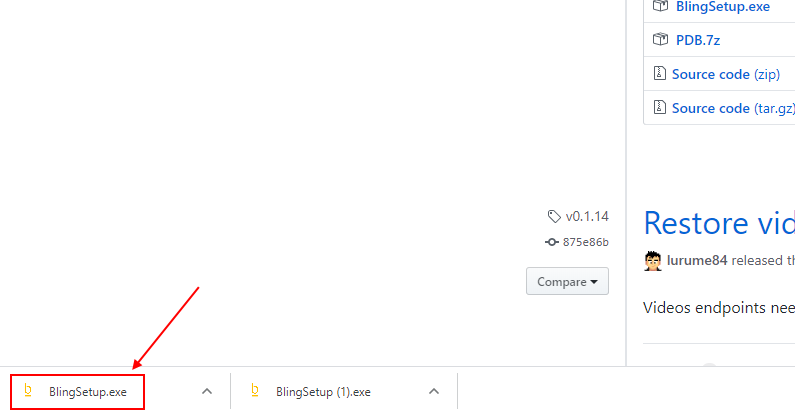 BlingSetup.exe
PDB.7z
Source code (zip)
Source code (tar.gz)
v0.1.14
875e86b
Compare
Restore vid
lurume84 released th
Videos endpoints nee
BlingSetup.exe
BlingSetup (1).exe